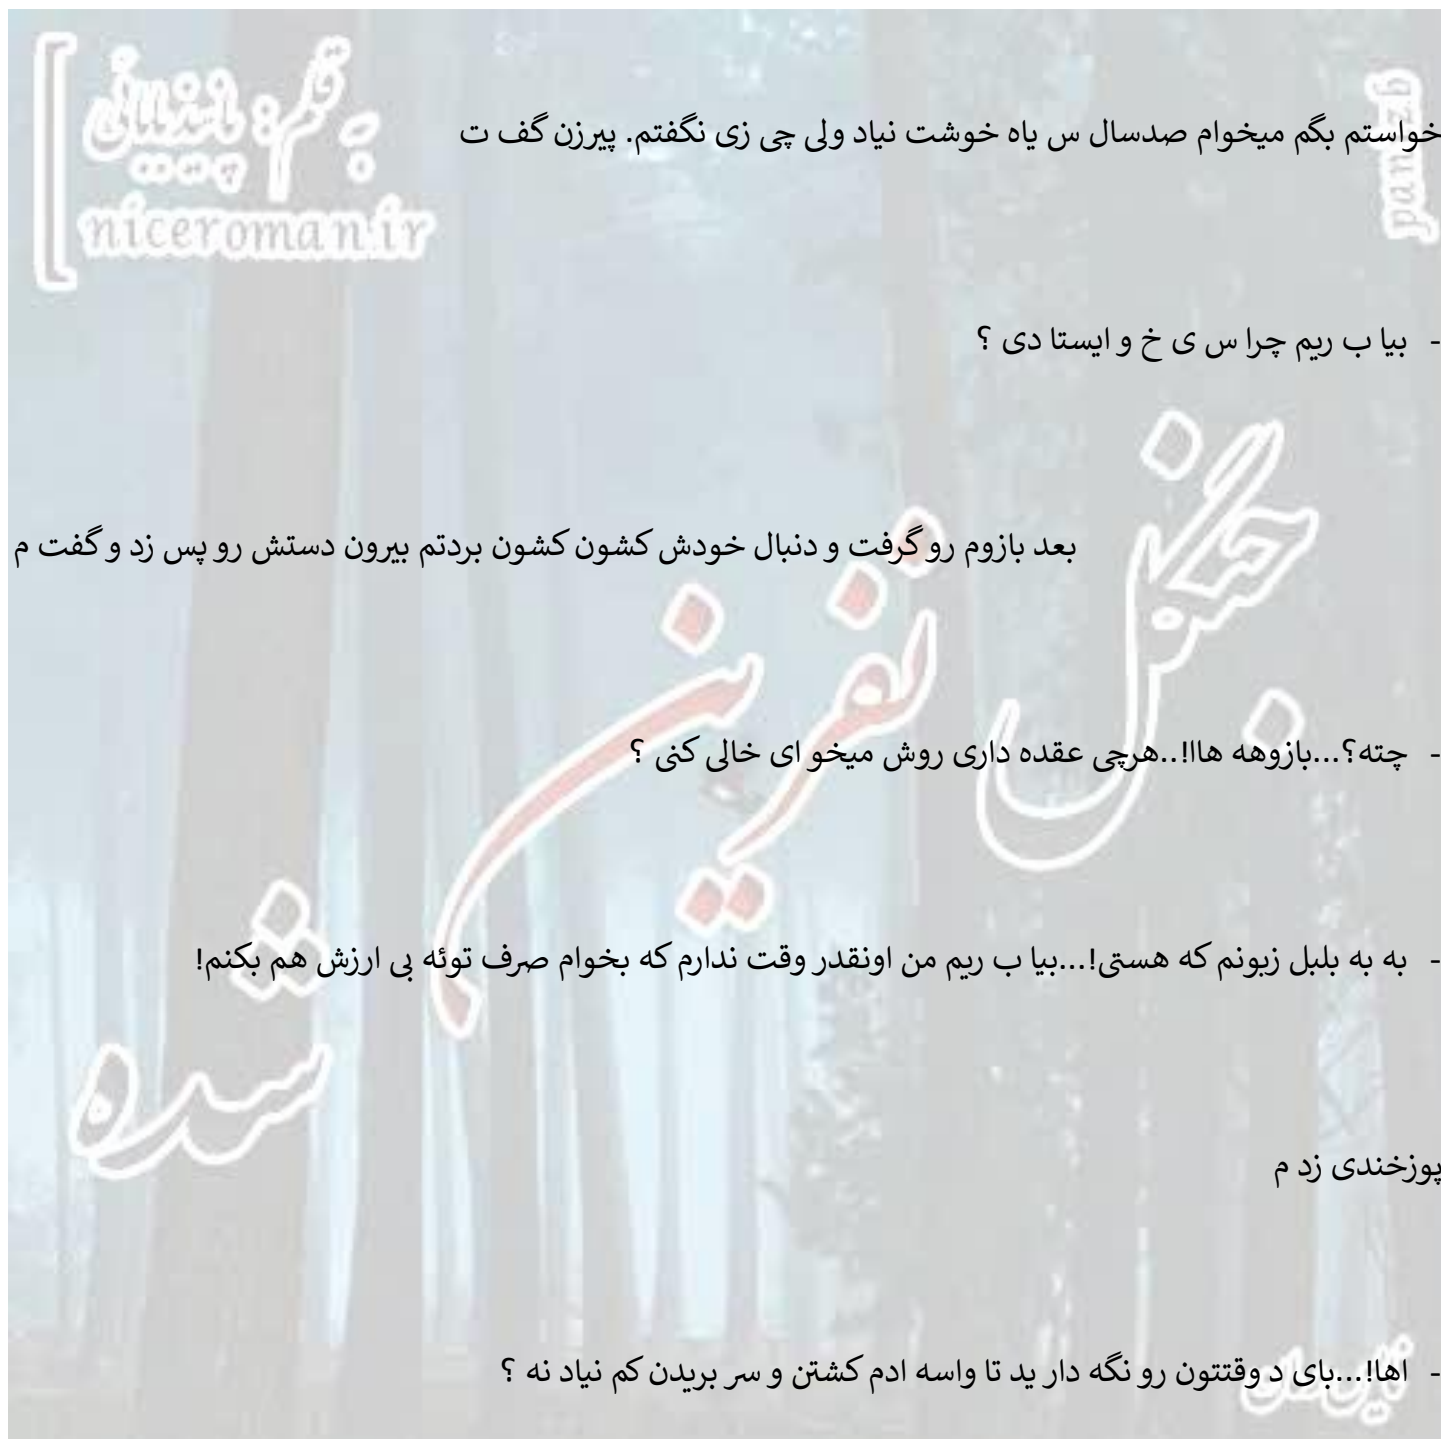 niceroman.ir
خواستم بگم میخوام صدسال س یاه خوشت نیاد ولی چی زی نگفتم. پیرزن گف ت
- بیا ب ریم چرا س ی خ و ایستا دی ؟
بعد بازوم رو گرفت و دنبال خودش کشون کشون بردتم بیرون دستش رو پس زد و گفت م
- چته؟...بازوهه هاا!..هرچی عقده داری روش میخو ای خالی کنی ؟
- به به بلبل زبونم که هستی!...بیا ب ریم من اونقدر وقت ندارم که بخوام صرف توئه بی ارزش هم بکنم!
پوزخندی زد م
- اها!...بای د وقتتون رو نگه دار ید تا واسه ادم کشتن و سر بریدن کم نیاد نه ؟
جنگل
نفرین
شده